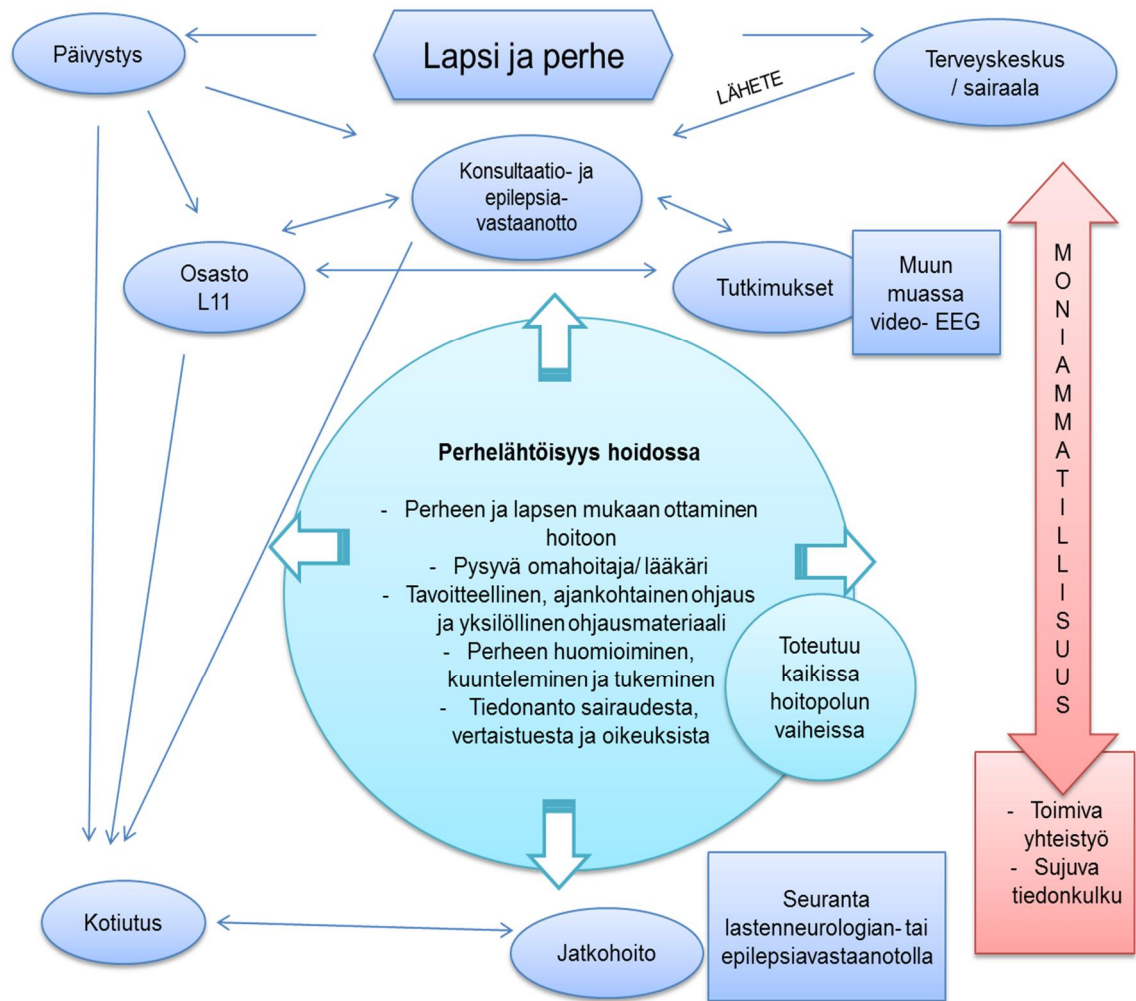 Päivystys
Lapsi ja perhe
Terveyskeskus
/ sairaala
LÄHETE
Konsultaatio- ja
epilepsia-
vastaanotto
Osasto
L11
Tutkimukset
Muun
muassa
video- EEG
MONIAMMATILLISUUS
Perhelähtöisyys hoidossa
- Perheen ja lapsen mukaan ottaminen
hoitoon
- Pysyvä omahoitaja/ lääkäri
- Tavoitteellinen, ajankohtainen ohjaus
ja yksilöllinen ohjausmateriaali
- Perheen huomioiminen,
kuunteleminen ja tukeminen
- Tiedonanto sairaudesta,
vertaistuesta ja oikeuksista
Toteutuu
kaikissa
hoitopolun
vaiheissa
- Toimiva
yhteistyö
- Sujuva
tiedonkulku
Kotiutus
Jatkohoito
Seuranta
lastenneurologian- tai
epilepsiavastaanotolla